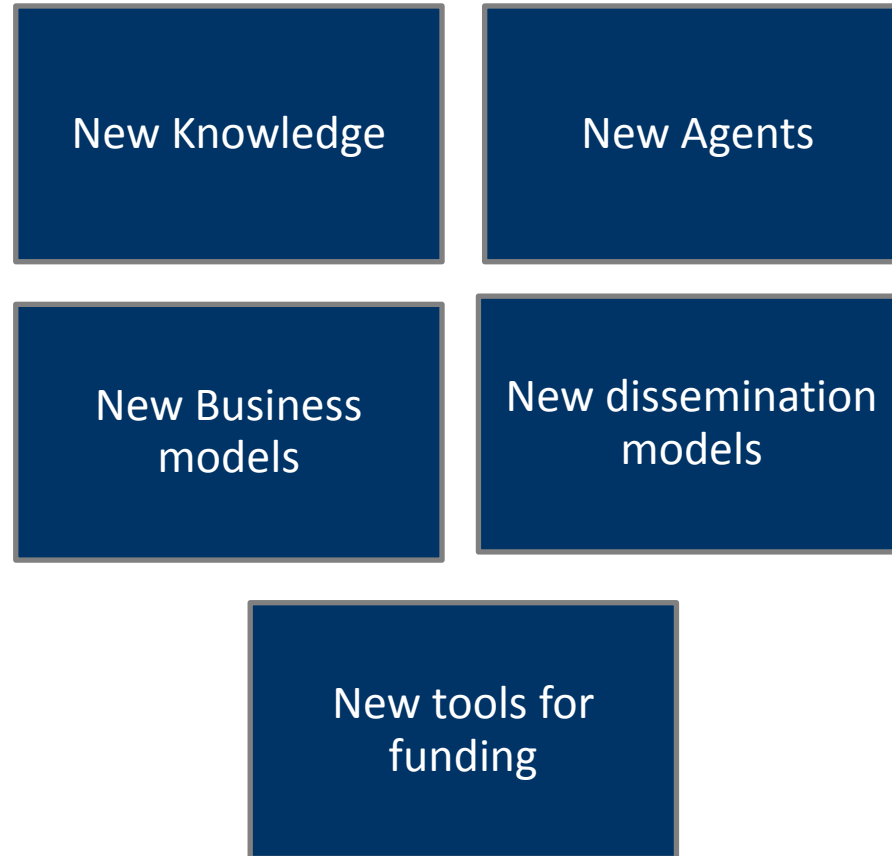 New Knowledge
New Agents
New Business
models
New dissemination
models
New tools for
funding